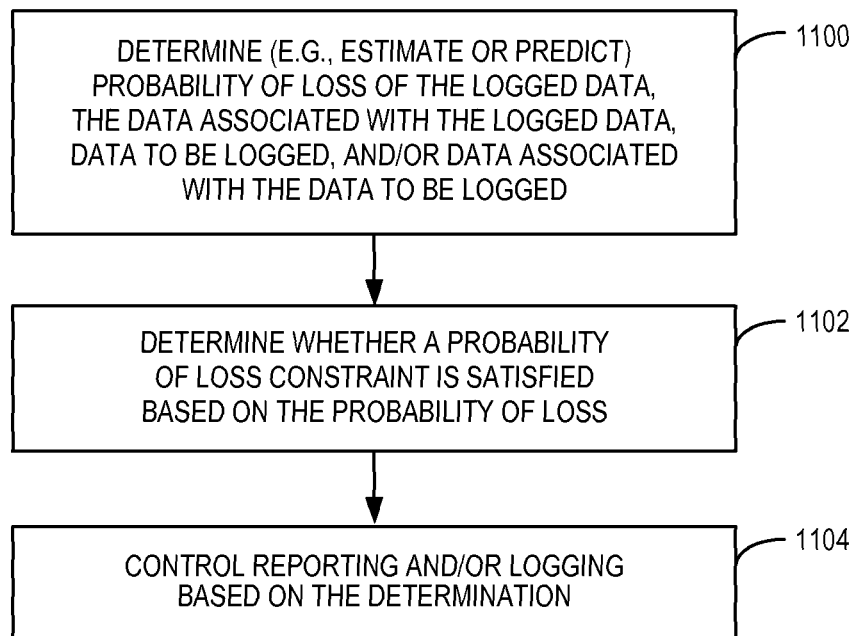 DETERMINE (E.G., ESTIMATE OR PREDICT)
PROBABILITY OF LOSS OF THE LOGGED DATA,
THE DATA ASSOCIATED WITH THE LOGGED DATA,
DATA TO BE LOGGED, AND/OR DATA ASSOCIATED
WITH THE DATA TO BE LOGGED
1100
DETERMINE WHETHER A PROBABILITY
OF LOSS CONSTRAINT IS SATISFIED
BASED ON THE PROBABILITY OF LOSS
1102
CONTROL REPORTING AND/OR LOGGING
BASED ON THE DETERMINATION
1104